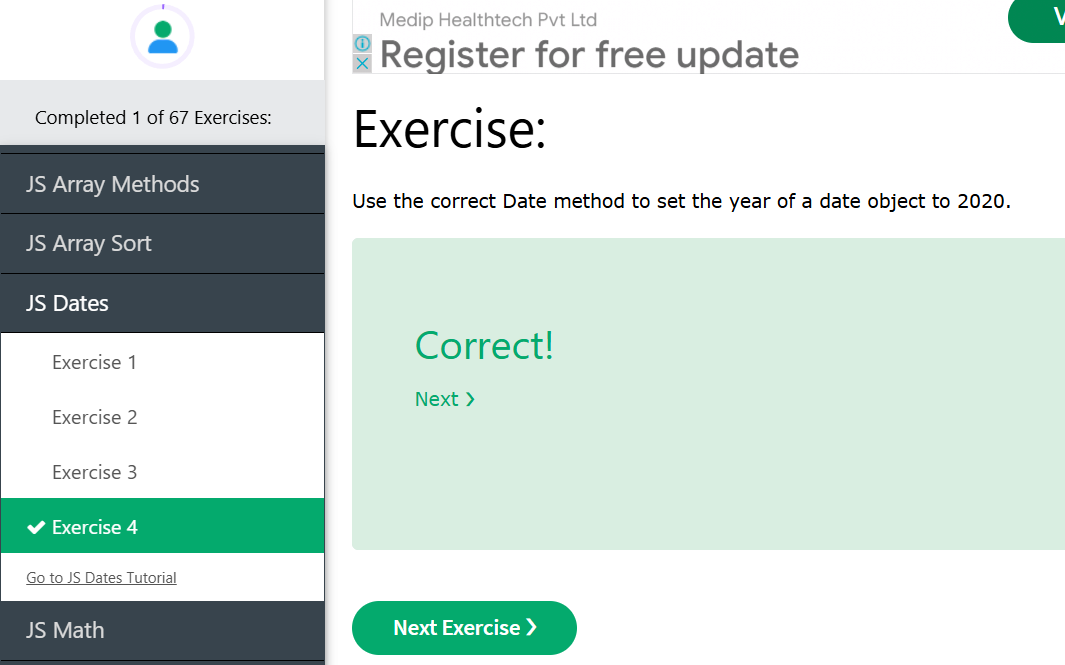 Completed 1 of 67 Exercises:
JS Array Methods
JS Array Sort
JS Dates
Exercise 1
Exercise 2
Exercise 3
Exercise 4
Go to JS Dates Tutorial
JS Math
Medip Healthtech Pvt Ltd
Register for free update
Exercise:
Use the correct Date method to set the year of a date object to 2020.
Correct!
Next ❯
Next Exercise ❯